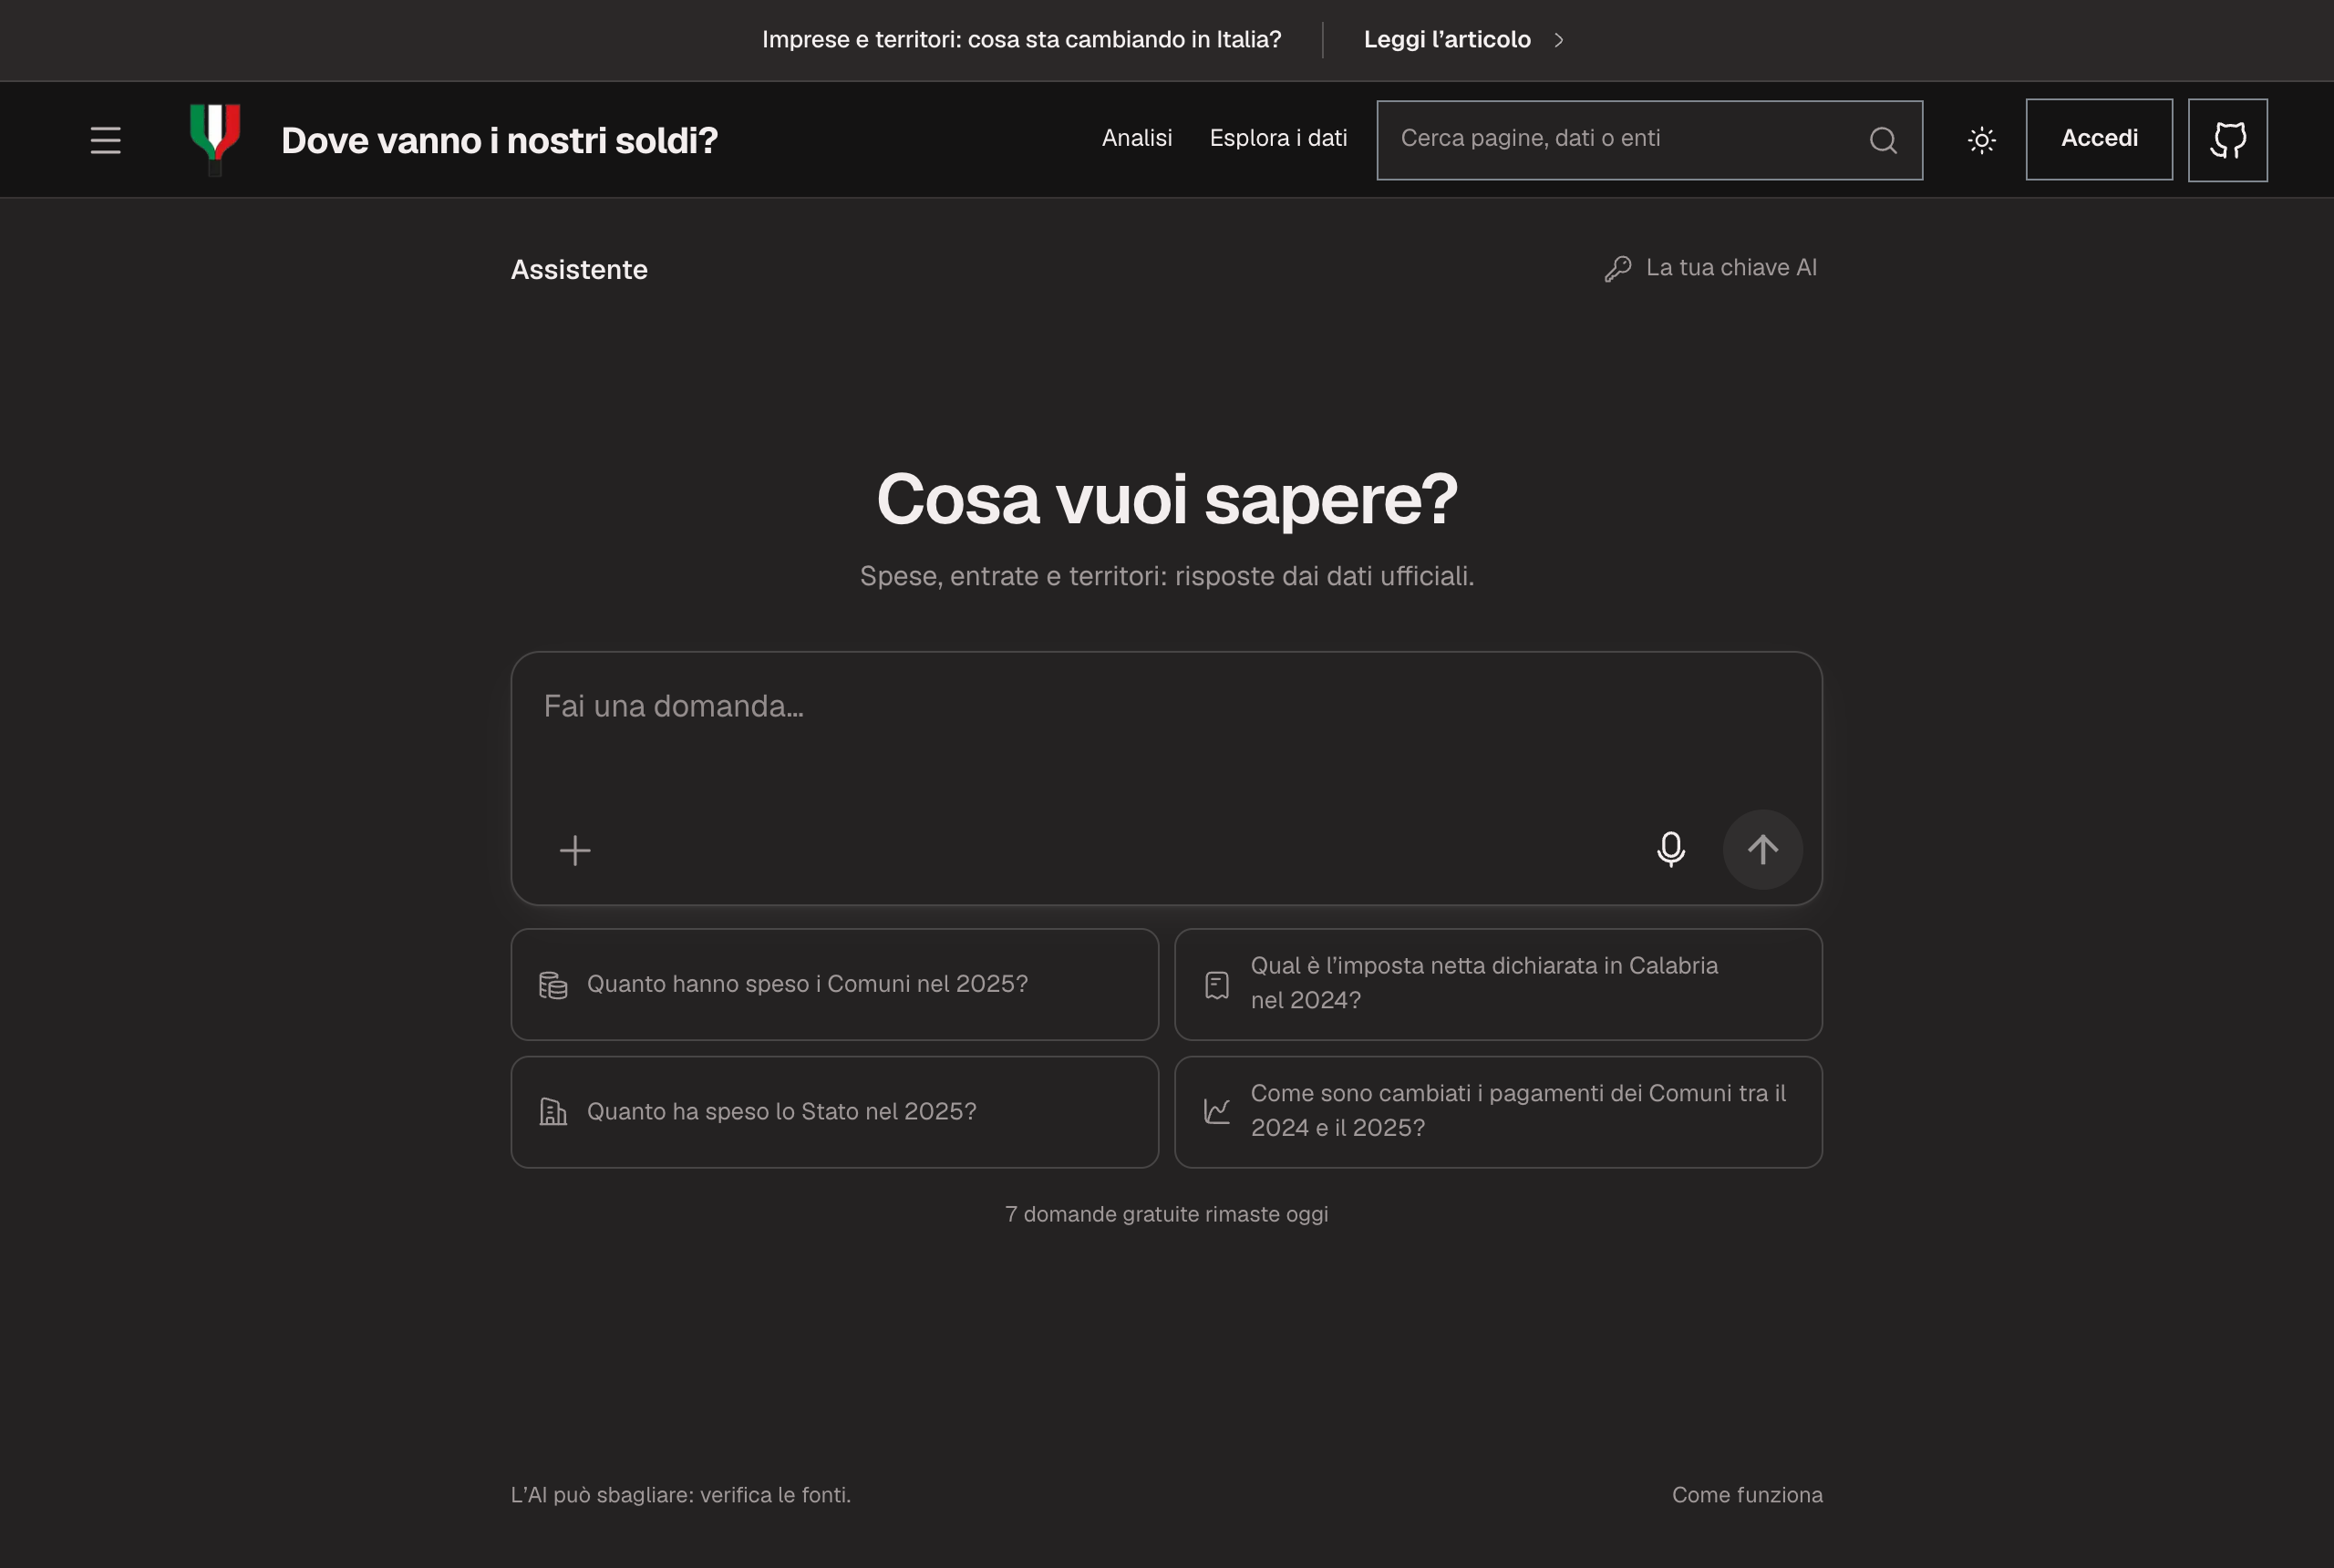 Imprese e territori: cosa sta cambiando in Italia?
Leggi l’articolo
Dove vanno i nostri soldi?
Analisi
Esplora i dati
Cerca pagine, dati o enti
Accedi
Assistente
La tua chiave AI
Cosa vuoi sapere?
Spese, entrate e territori: risposte dai dati ufficiali.
Fai una domanda…
Quanto hanno speso i Comuni nel 2025?
Qual è l’imposta netta dichiarata in Calabria
nel 2024?
Quanto ha speso lo Stato nel 2025?
Come sono cambiati i pagamenti dei Comuni tra il
2024 e il 2025?
7 domande gratuite rimaste oggi
L’AI può sbagliare: verifica le fonti.
Come funziona